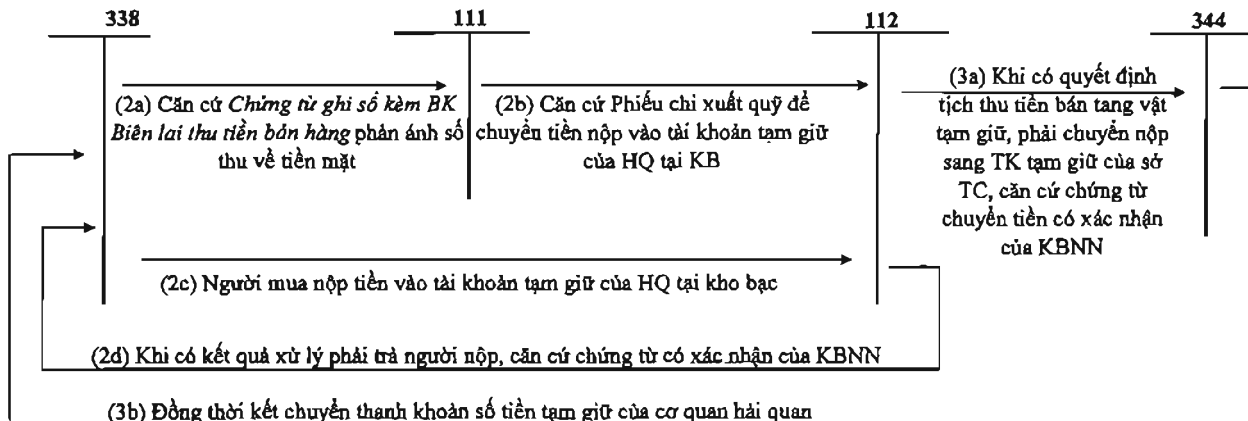 338
111
112
344
(2a) Căn cứ Chứng từ ghi sổ kèm BK
Biên lai thu tiền bán hàng phản ánh số
thu về tiền mặt
(2b) Căn cứ Phiếu chi xuất quỹ để
chuyển tiền nộp vào tài khoản tạm giữ
của HQ tại KB
(3a) Khi có quyết định
tịch thu tiền bán tang vật
tạm giữ, phải chuyển nộp
sang TK tạm giữ của sở
TC, căn cứ chứng từ
chuyển tiền có xác nhận
của KBNN
(2c) Người mua nộp tiền vào tài khoản tạm giữ của HQ tại kho bạc
(2d) Khi có kết quả xử lý phải trả người nộp, căn cứ chứng từ có xác nhận của KBNN
(3b) Đồng thời kết chuyển thanh khoản số tiền tạm giữ của cơ quan hải quan